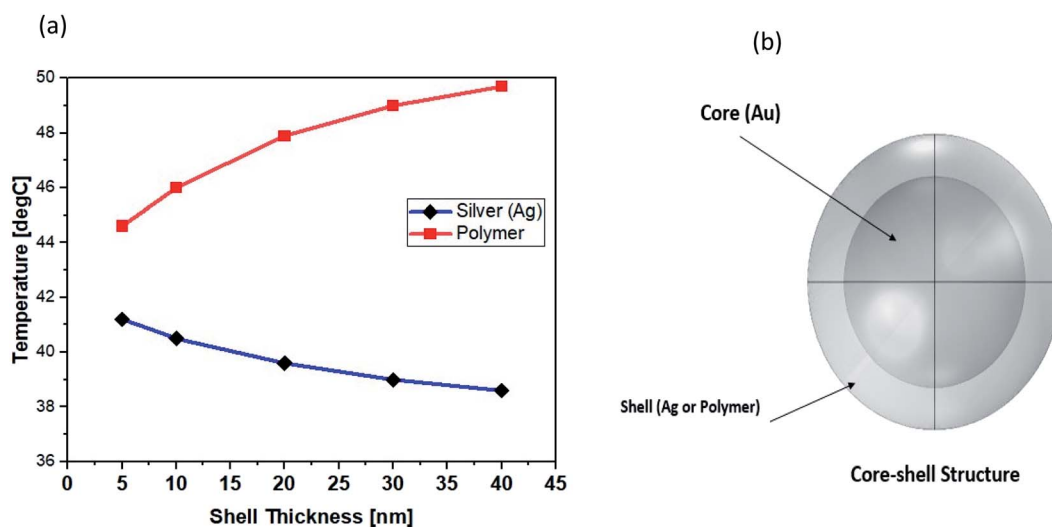 (a)
50
48
46
44
42
40
38
36
Temperature [degC]
Silver (Ag)
Polymer
0 5 10 15 20 25 30 35 40 45
Shell Thickness [nm]
(b)
Core (Au)
Shell (Ag or Polymer)
Core-shell Structure